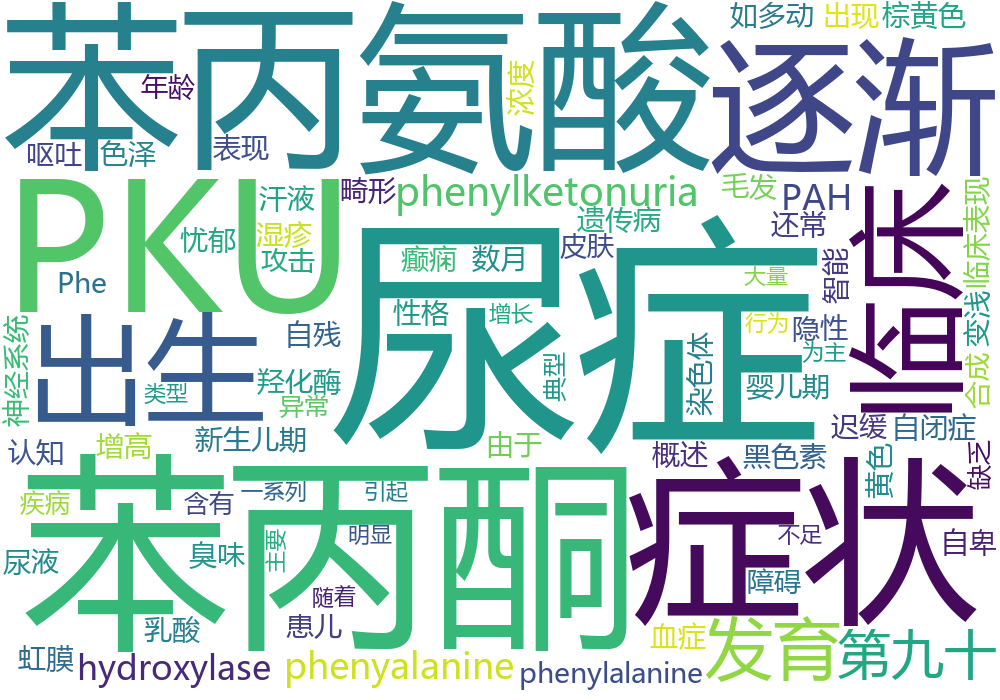 如多动 出现 棕黄色
苯丙氨酸 逐渐
年龄 浓度
呕吐 色泽 表现
PKU 汗液 畸形 phenylketonuria 毛发 PAH 临床表现
遗传病 还常
忧郁 湿疹 皮肤
攻击 癫痫 数月 智能
Phe 大量
尿症 临床
出生 自残 性格 增长 行为 隐性 变浅
神经系统 典型 染色体 为主
类型 羟化酶 婴儿期 合成
异常
认知 增高 新生儿期 由于 概述 黑色素 迟缓 自闭症
苯丙酮 症状 黄色 缺乏
疾病 含有 一系列 引起
尿液 臭味 主要 明显 不足 自卑
障碍
乳酸 患儿 随着
虹膜 hydroxylase phenyalanine phenylalanine 血症 发育 第九十